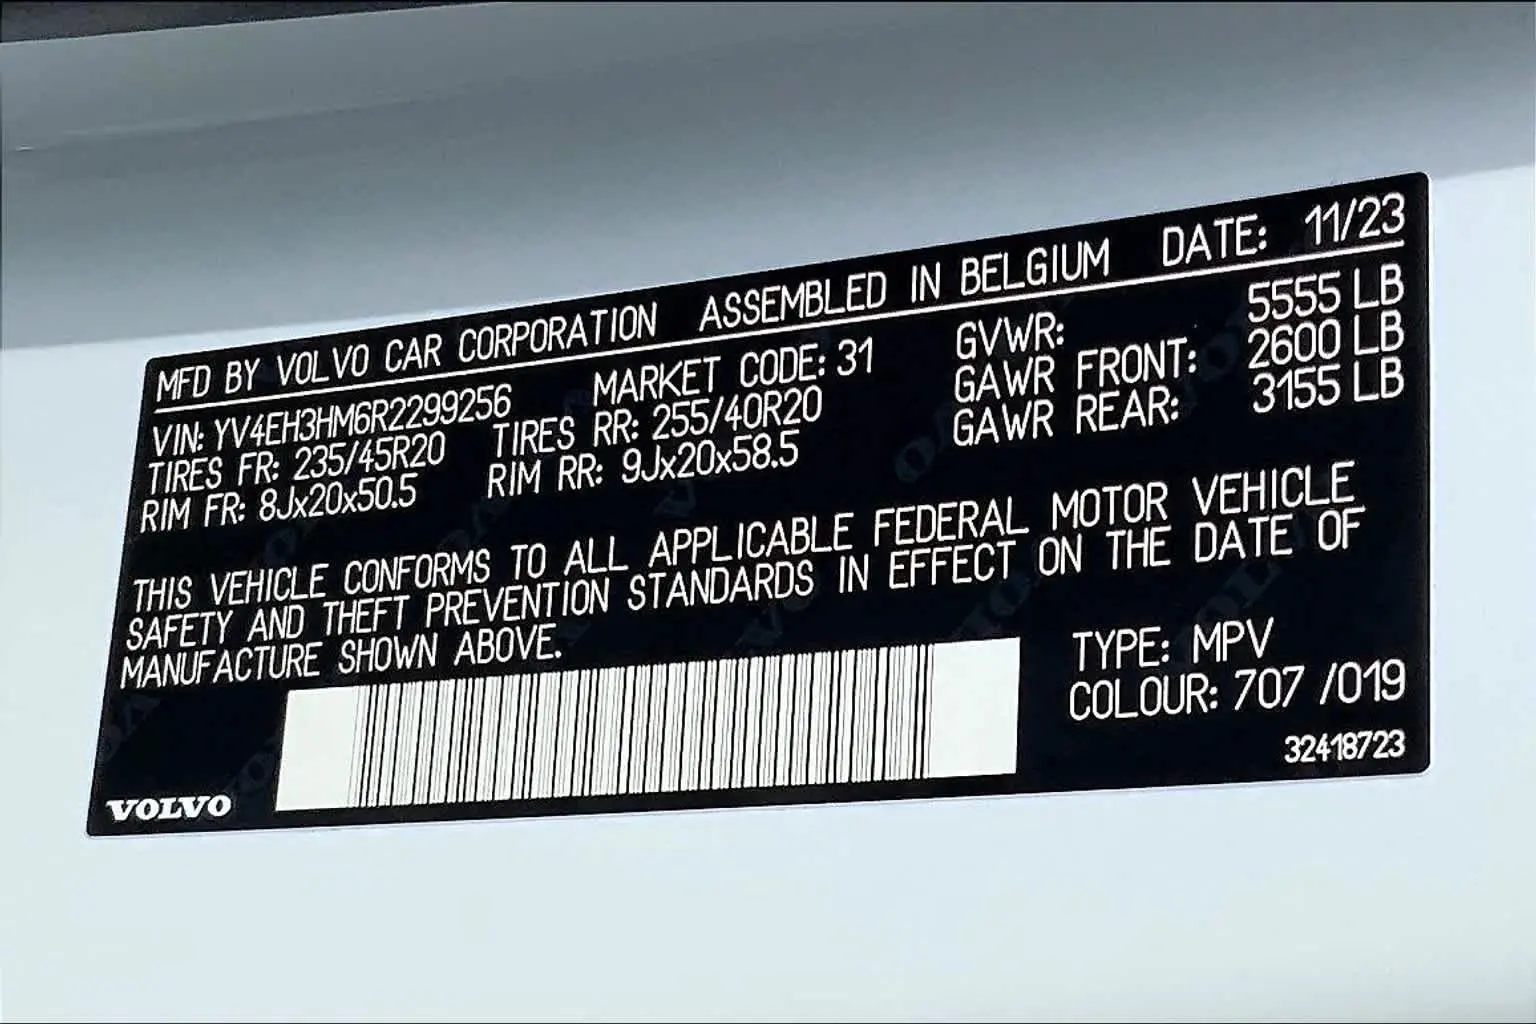 MFD BY VOLVO CAR CORPORATION ASSEMBLED IN BELGIUM DATE: 11/23
VIN: YV4EH3HM6R2299256 MARKET CODE: 31 GVWR: 5555 LB
TIRES FR: 235/45R20 TIRES RR: 255/40R20 GAWR FRONT: 2600 LB
RIM FR: 8Jx20x50.5 RIM RR: 9Jx20x58.5 GAWR REAR: 3155 LB
THIS VEHICLE CONFORMS TO ALL APPLICABLE FEDERAL MOTOR VEHICLE
SAFETY AND THEFT PREVENTION STANDARDS IN EFFECT ON THE DATE OF
MANUFACTURE SHOWN ABOVE.
TYPE: MPV
COLOUR: 707 /019
32418723
VOLVO